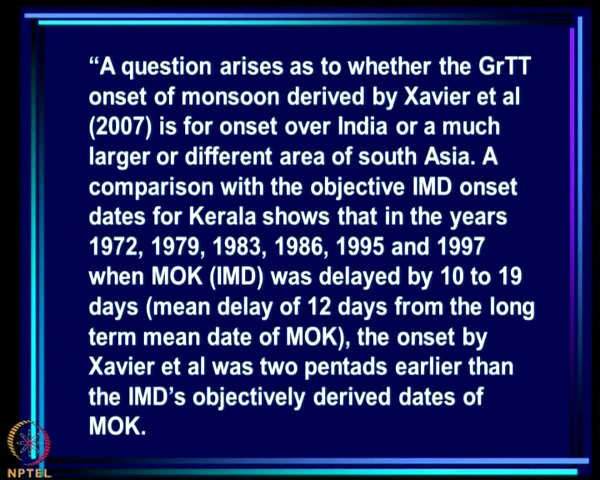 “A question arises as to whether the GrTT
onset of monsoon derived by Xavier et al
(2007) is for onset over India or a much
larger or different area of south Asia. A
comparison with the objective IMD onset
dates for Kerala shows that in the years
1972, 1979, 1983, 1986, 1995 and 1997
when MOK (IMD) was delayed by 10 to 19
days (mean delay of 12 days from the long
term mean date of MOK), the onset by
Xavier et al was two pentads earlier than
the IMD’s objectively derived dates of
MOK.
NPTEL